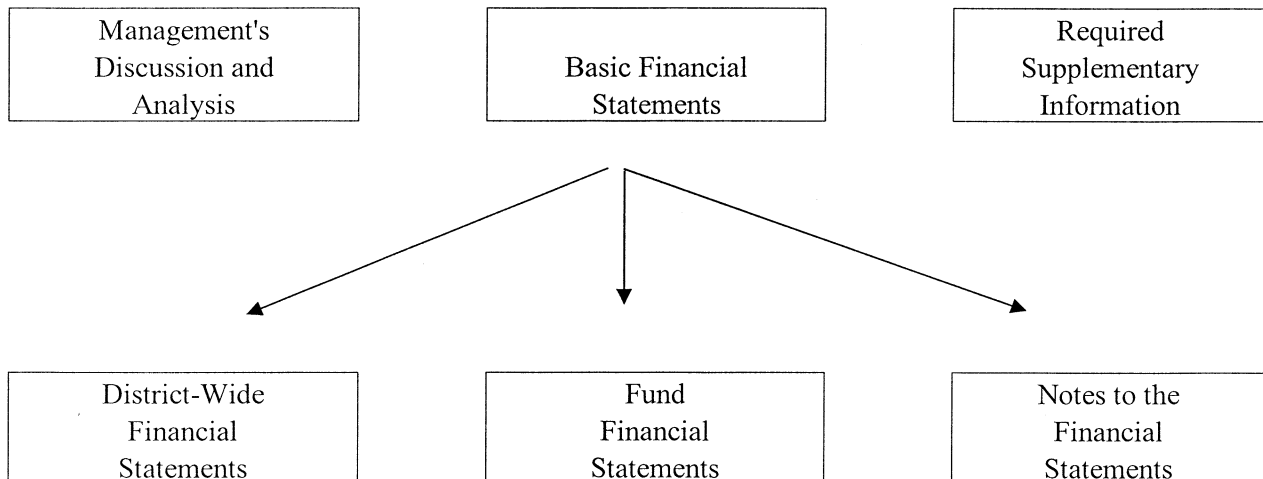 Management's
Discussion and
Analysis
Basic Financial
Statements
Required
Supplementary
Information
District-Wide
Financial
Statements
Fund
Financial
Statements
Notes to the
Financial
Statements